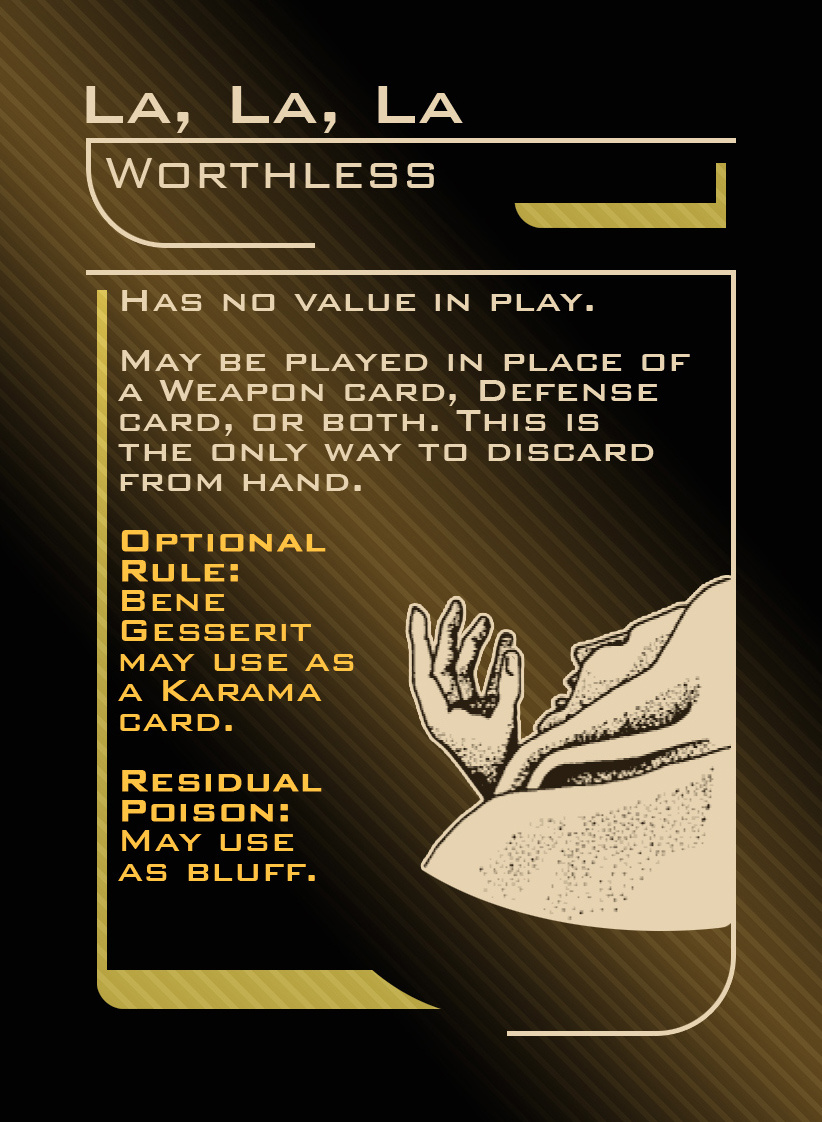 La, La, La
Worthless
Has no value in play.
May be played in place of
a Weapon card, Defense
card, or both. This is
the only way to discard
from hand.
Optional
Rule:
Bene
Gesserit
may use as
a Karama
card.
Residual
Poison:
May use
as bluff.